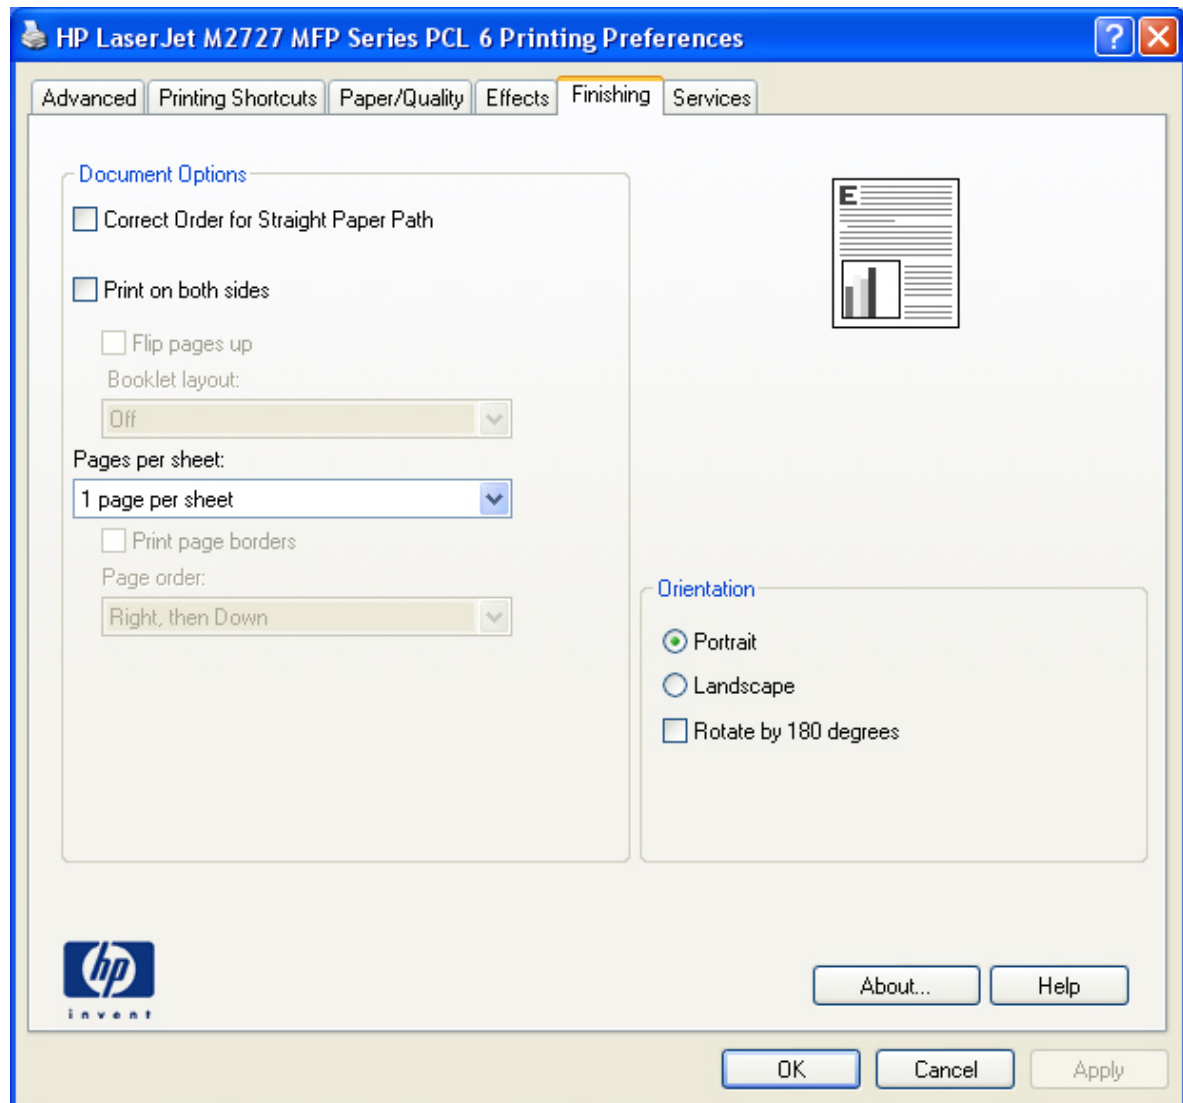 HP LaserJet M2727 MFP Series PCL 6 Printing Preferences
?
Advanced Printing Shortcuts Paper/Quality Effects Finishing Services
Document Options
Correct Order for Straight Paper Path
Print on both sides
Flip pages up
Booklet layout:
Off
Pages per sheet:
1 page per sheet
Print page borders
Page order:
Right, then Down
E
Orientation
Portrait
Landscape
Rotate by 180 degrees
hp
invent
About... Help
OK Cancel Apply